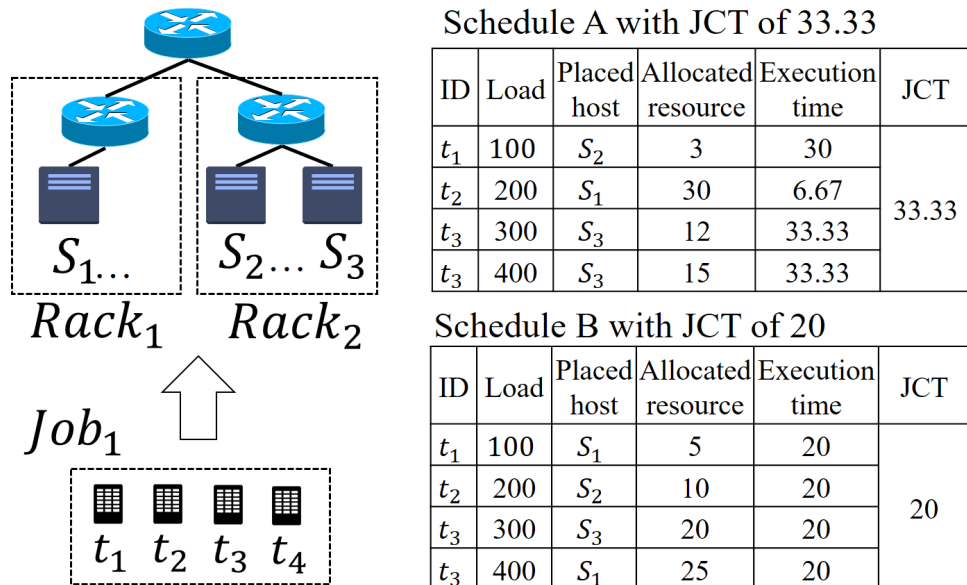 S₁... S₂... S₃
Rack₁ Rack₂
Job₁
t₁ t₂ t₃ t₄
Schedule A with JCT of 33.33
ID Load Placed host Allocated resource Execution time JCT
t₁ 100 S₂ 3 30
t₂ 200 S₁ 30 6.67
33.33
t₃ 300 S₃ 12 33.33
t₃ 400 S₃ 15 33.33
Schedule B with JCT of 20
ID Load Placed host Allocated resource Execution time JCT
t₁ 100 S₁ 5 20
t₂ 200 S₂ 10 20
20
t₃ 300 S₃ 20 20
t₃ 400 S₁ 25 20